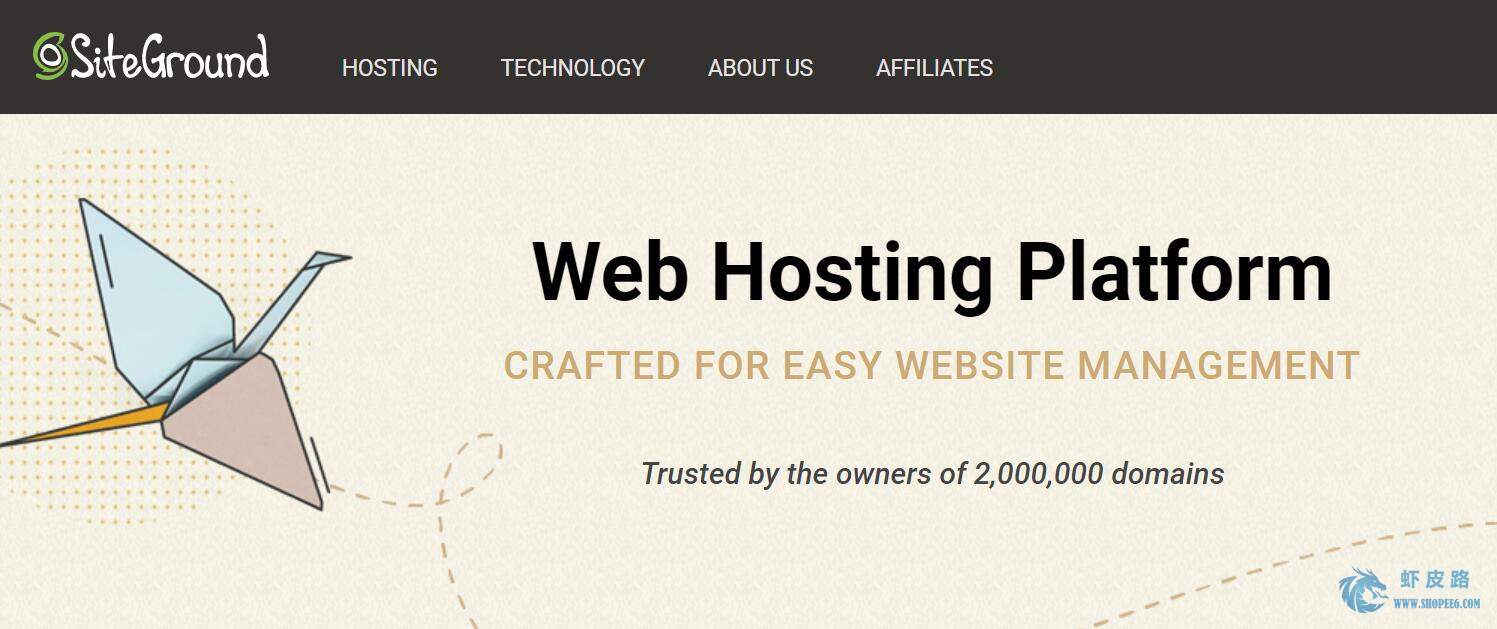 SiteGround
HOSTING TECHNOLOGY ABOUT US AFFILIATES
Web Hosting Platform
CRAFTED FOR EASY WEBSITE MANAGEMENT
Trusted by the owners of 2,000,000 domains
虾皮路
WWW.SHOPEE6.COM